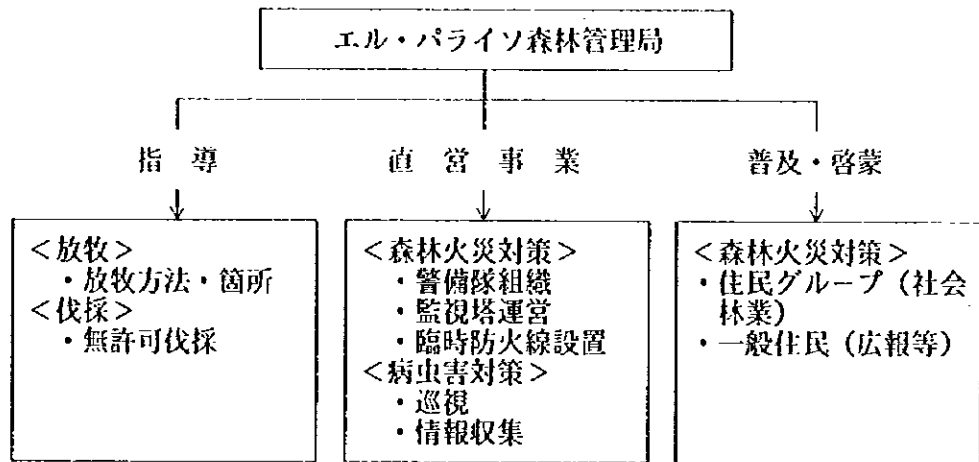 エル・パライソ森林管理局
指導
直営事業
普及・啓蒙
<放牧>
・放牧方法・箇所
<伐採>
・無許可伐採
<森林火災対策>
・警備隊組織
・監視塔運営
・臨時防火線設置
<病虫害対策>
・巡視
・情報収集
<森林火災対策>
・住民グループ(社会
林業)
・一般住民(広報等)